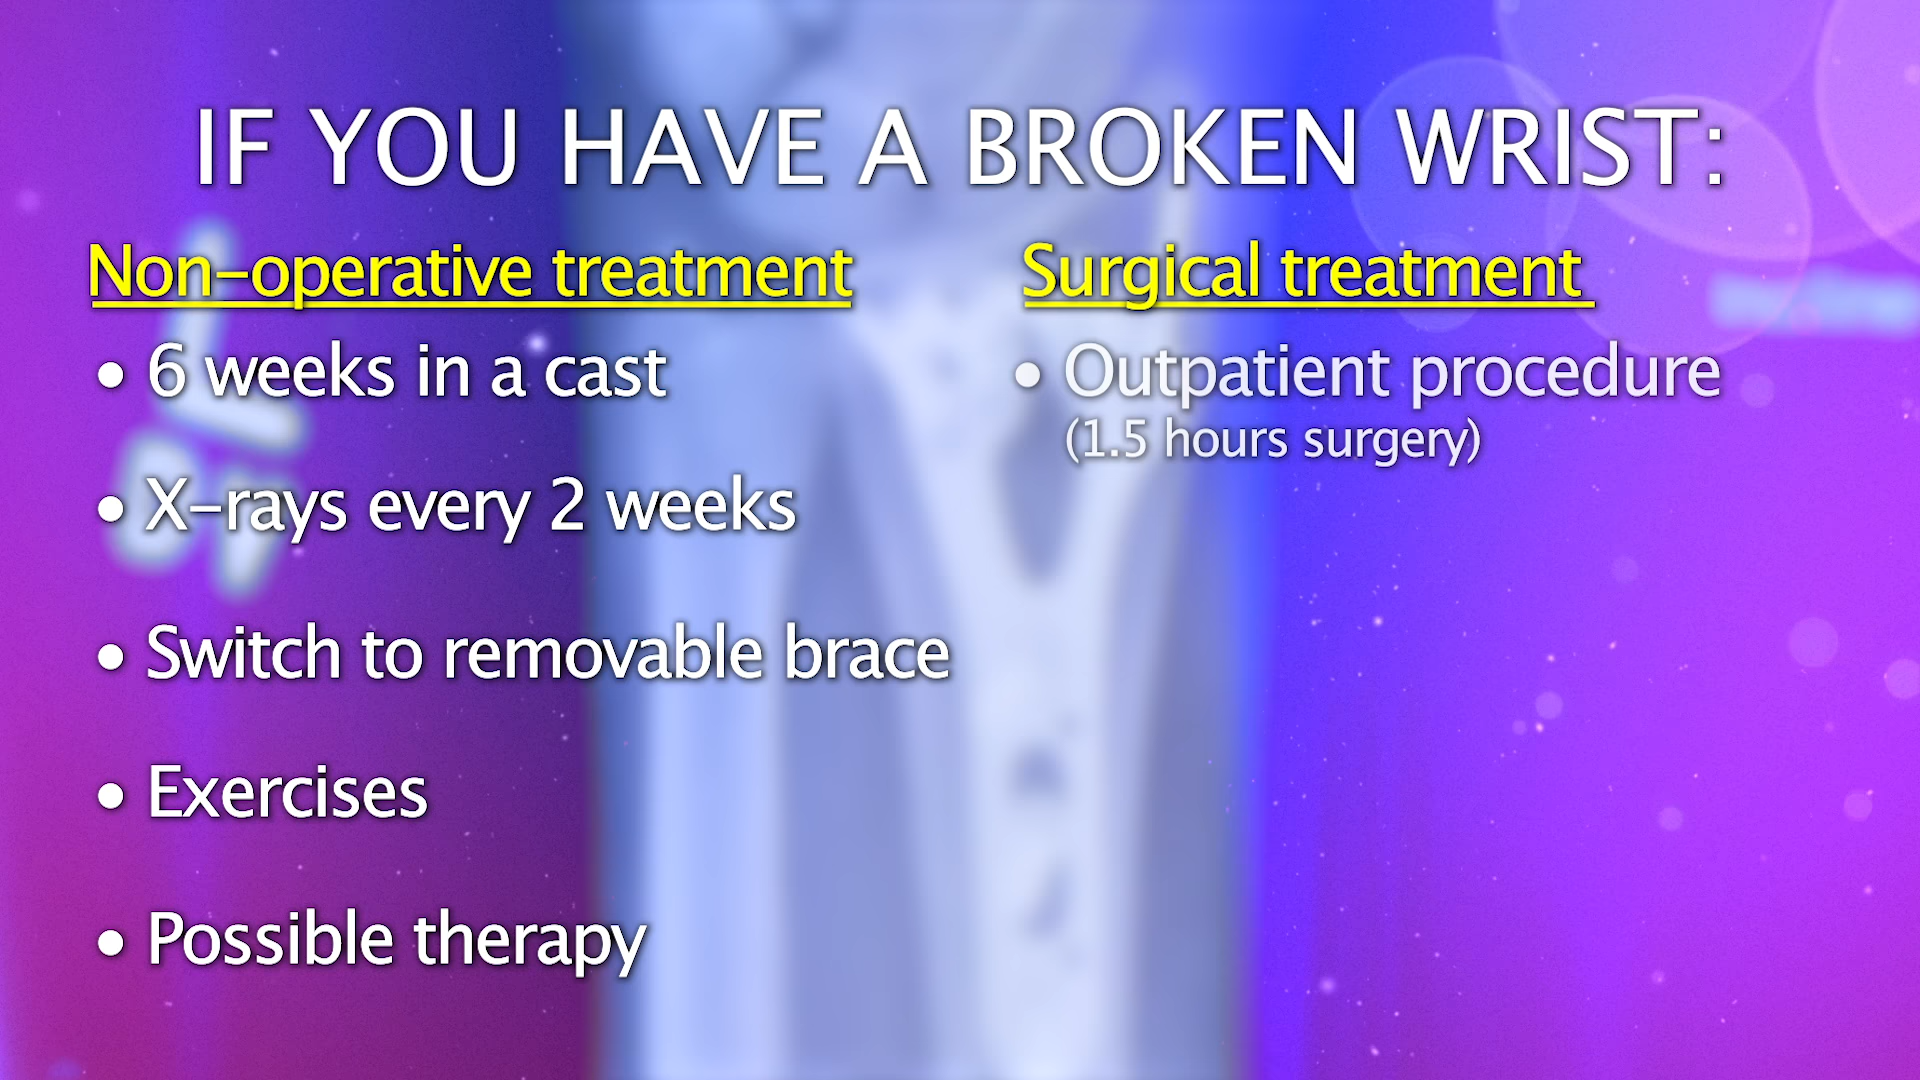 IF YOU HAVE A BROKEN WRIST:
Non-operative treatment
• 6 weeks in a cast
• X-rays every 2 weeks
• Switch to removable brace
• Exercises
• Possible therapy
Surgical treatment
• Outpatient procedure
(1.5 hours surgery)